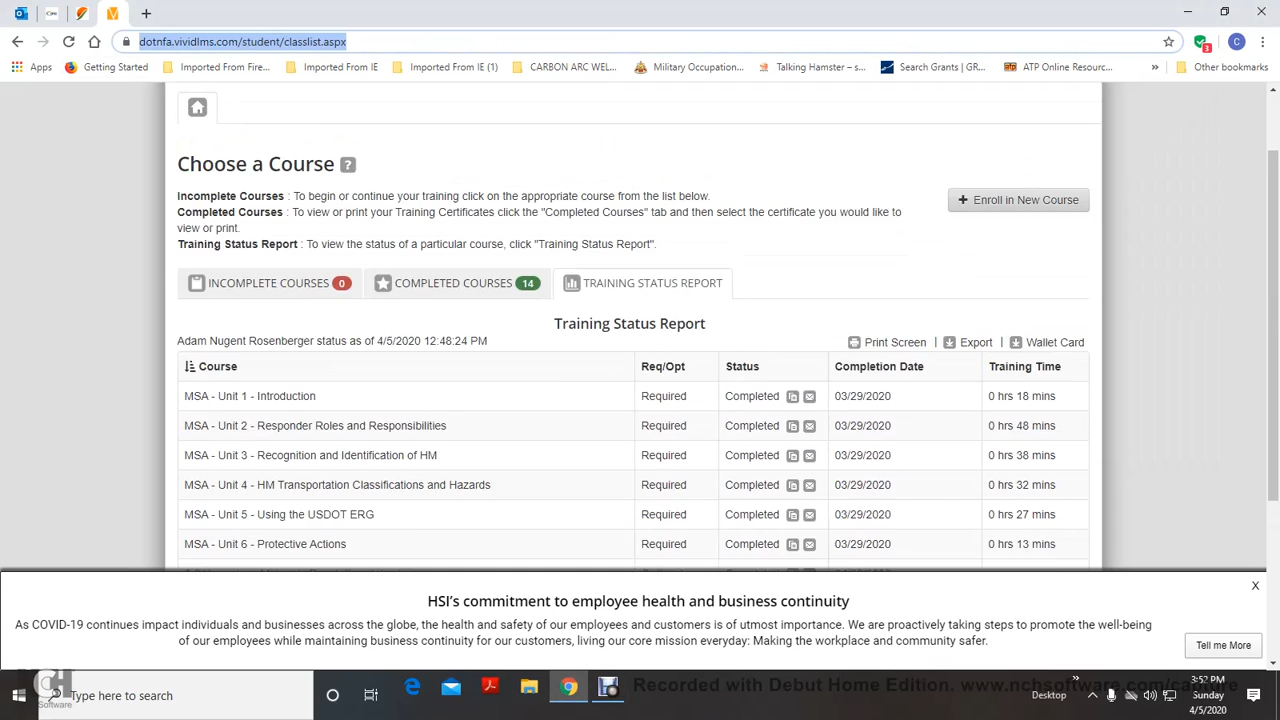 dotnfa.vividlms.com/student/classlist.aspx
3
C
Apps
Getting Started
Imported From Fire...
Imported From IE
Imported From IE (1)
CARBON ARC WEL...
Military Occupation...
Talking Hamster – s...
Search Grants | GR...
ATP Online Resourc...
»
Other bookmarks
Choose a Course ?
Incomplete Courses : To begin or continue your training click on the appropriate course from the list below.
Completed Courses : To view or print your Training Certificates click the "Completed Courses" tab and then select the certificate you would like to
view or print.
Training Status Report : To view the status of a particular course, click "Training Status Report".
+ Enroll in New Course
INCOMPLETE COURSES 0
COMPLETED COURSES 14
TRAINING STATUS REPORT
Training Status Report
Adam Nugent Rosenberger status as of 4/5/2020 12:48:24 PM
Print Screen | Export | Wallet Card
Course Req/Opt Status Completion Date Training Time
MSA - Unit 1 - Introduction Required Completed 03/29/2020 0 hrs 18 mins
MSA - Unit 2 - Responder Roles and Responsibilities Required Completed 03/29/2020 0 hrs 48 mins
MSA - Unit 3 - Recognition and Identification of HM Required Completed 03/29/2020 0 hrs 38 mins
MSA - Unit 4 - HM Transportation Classifications and Hazards Required Completed 03/29/2020 0 hrs 32 mins
MSA - Unit 5 - Using the USDOT ERG Required Completed 03/29/2020 0 hrs 27 mins
MSA - Unit 6 - Protective Actions Required Completed 03/29/2020 0 hrs 13 mins
X
HSI's commitment to employee health and business continuity
As COVID-19 continues impact individuals and businesses across the globe, the health and safety of our employees and customers is of utmost importance. We are proactively taking steps to promote the well-being
of our employees while maintaining business continuity for our customers, living our core mission everyday: Making the workplace and community safer.
Tell me More
NCH
Software
Type here to search
Recorded with Debut Home Edition. www.nchsoftware.com/capture
Desktop
»
3:52 PM
Sunday
4/5/2020